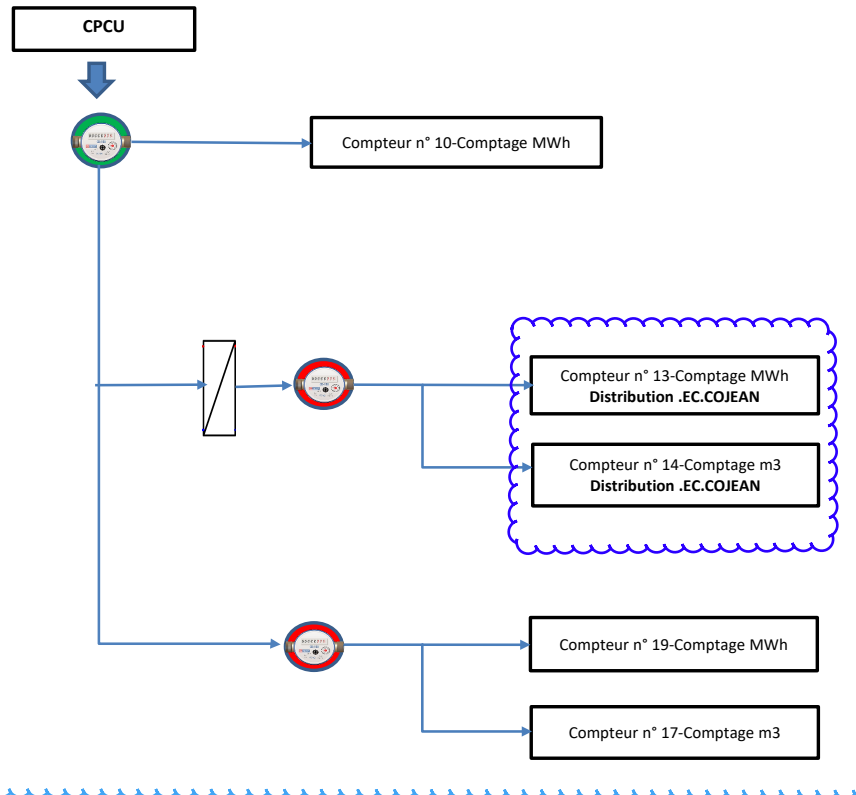 CPCU
Compteur n° 10-Comptage MWh
Compteur n° 13-Comptage MWh
Distribution .EC.COJEAN
Compteur n° 14-Comptage m3
Distribution .EC.COJEAN
Compteur n° 19-Comptage MWh
Compteur n° 17-Comptage m3